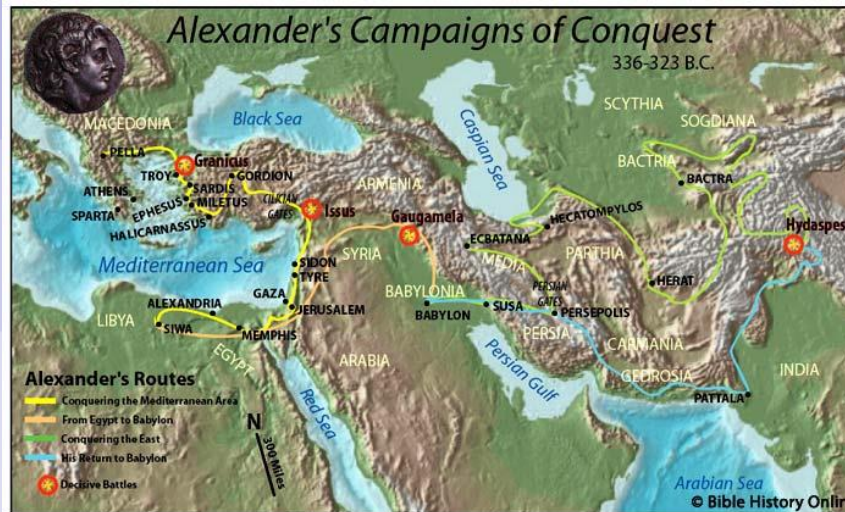 Alexander's Campaigns of Conquest
336-323 B.C.
SCYTHIA
SOGDIANA
MACEDONIA
Black Sea
Caspian Sea
BACTRIA
PELLA
Granicus
TROY
GORDION
BACTRA
ARMENIA
SARDIS
ATHENS
MILETUS
EPHESUS
CILICIAN
GATES
Issus
SPARTA
HALICARNASSUS
Gaugamela
HECATOMPYLOS
Hydaspes
ECBATANA
SYRIA
PARTHIA
MEDIA
Mediterranean Sea
SIDON
TYRE
HERAT
GAZA
BABYLONIA
PERSIAN
GATES
ALEXANDRIA
JERUSALEM
BABYLON
SUSA
PERSEPOLIS
LIBYA
SIWA
MEMPHIS
PERSIA
CARMANIA
EGYPT
ARABIA
Persian Gulf
GEDROSIA
INDIA
PATTALA
Alexander's Routes
Conquering the Mediterranean Area
From Egypt to Babylon
Conquering the East
His Return to Babylon
Decisive Battles
N
300 Miles
Red Sea
Arabian Sea
© Bible History Onlin